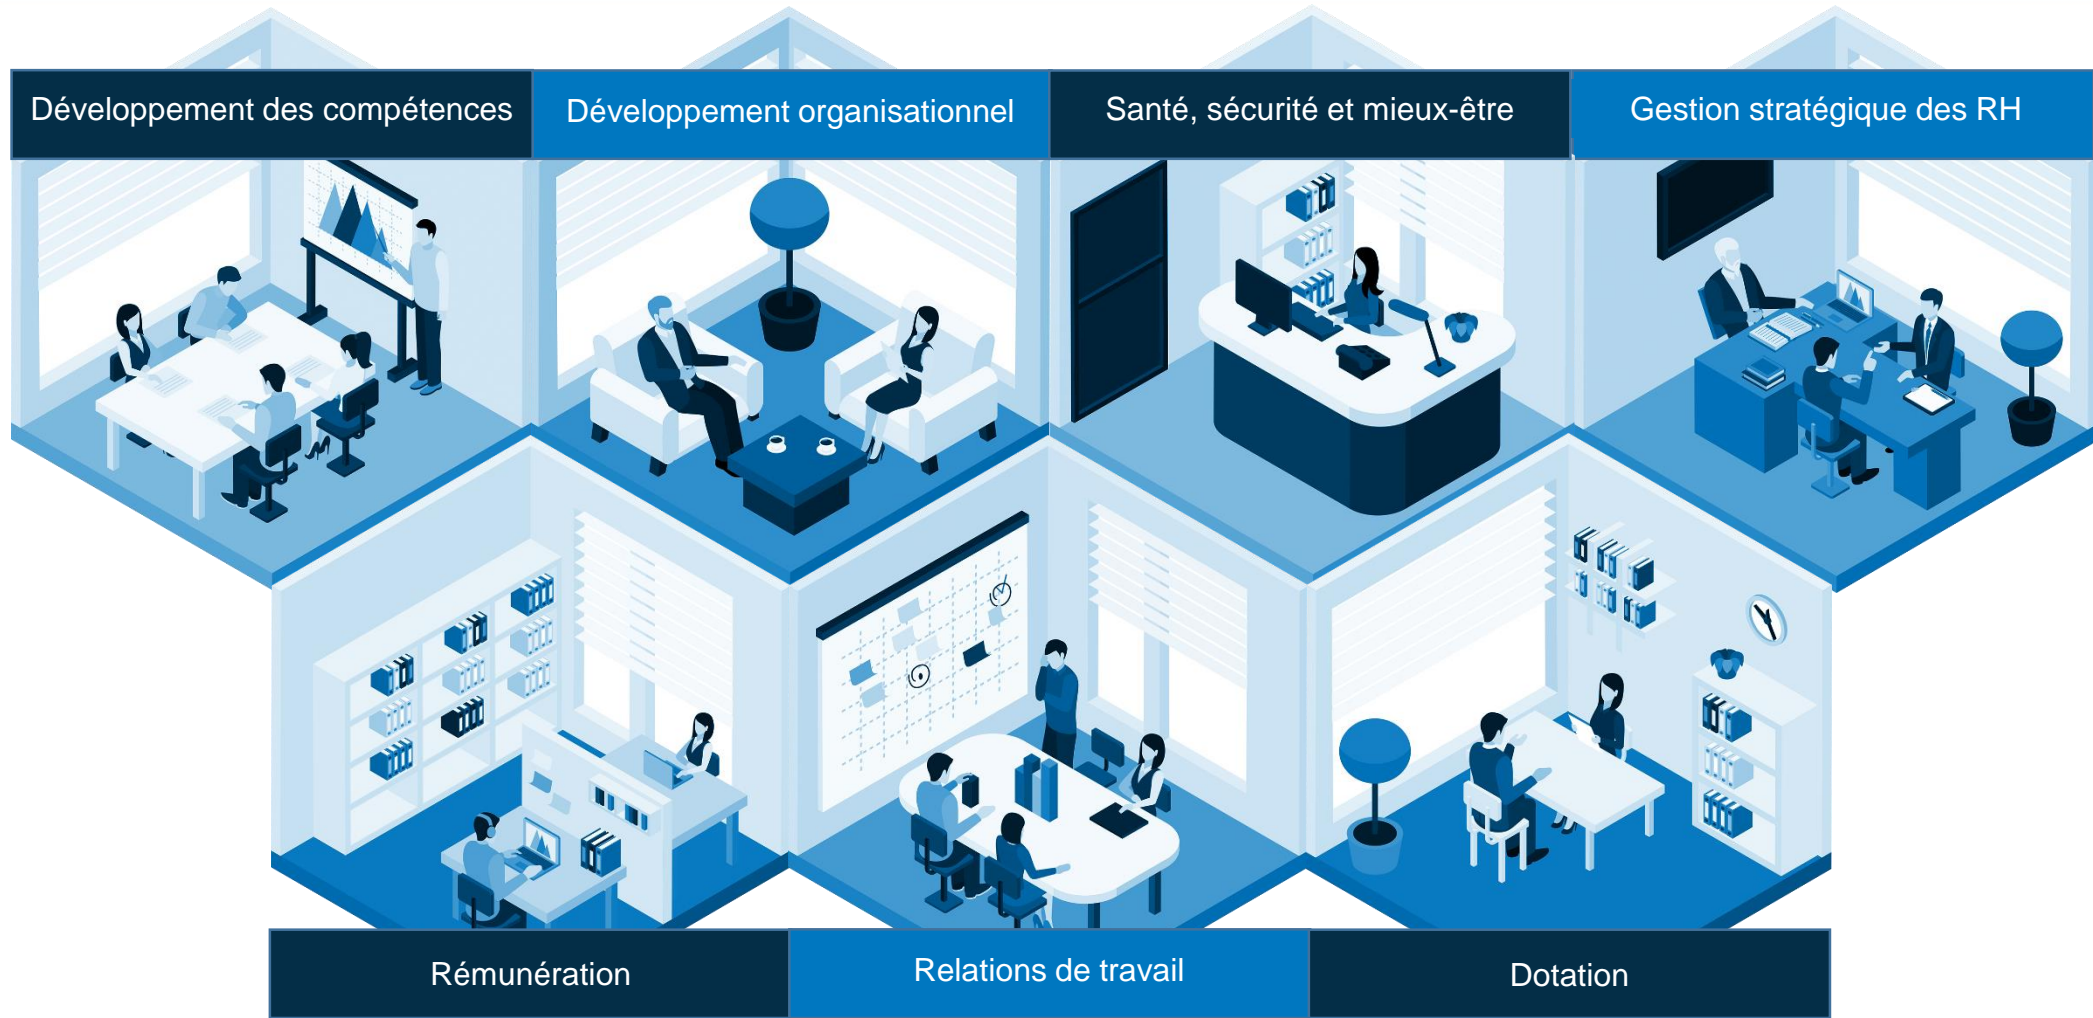 Développement des compétences
Développement organisationnel
Santé, sécurité et mieux-être
Gestion stratégique des RH
Rémunération
Relations de travail
Dotation